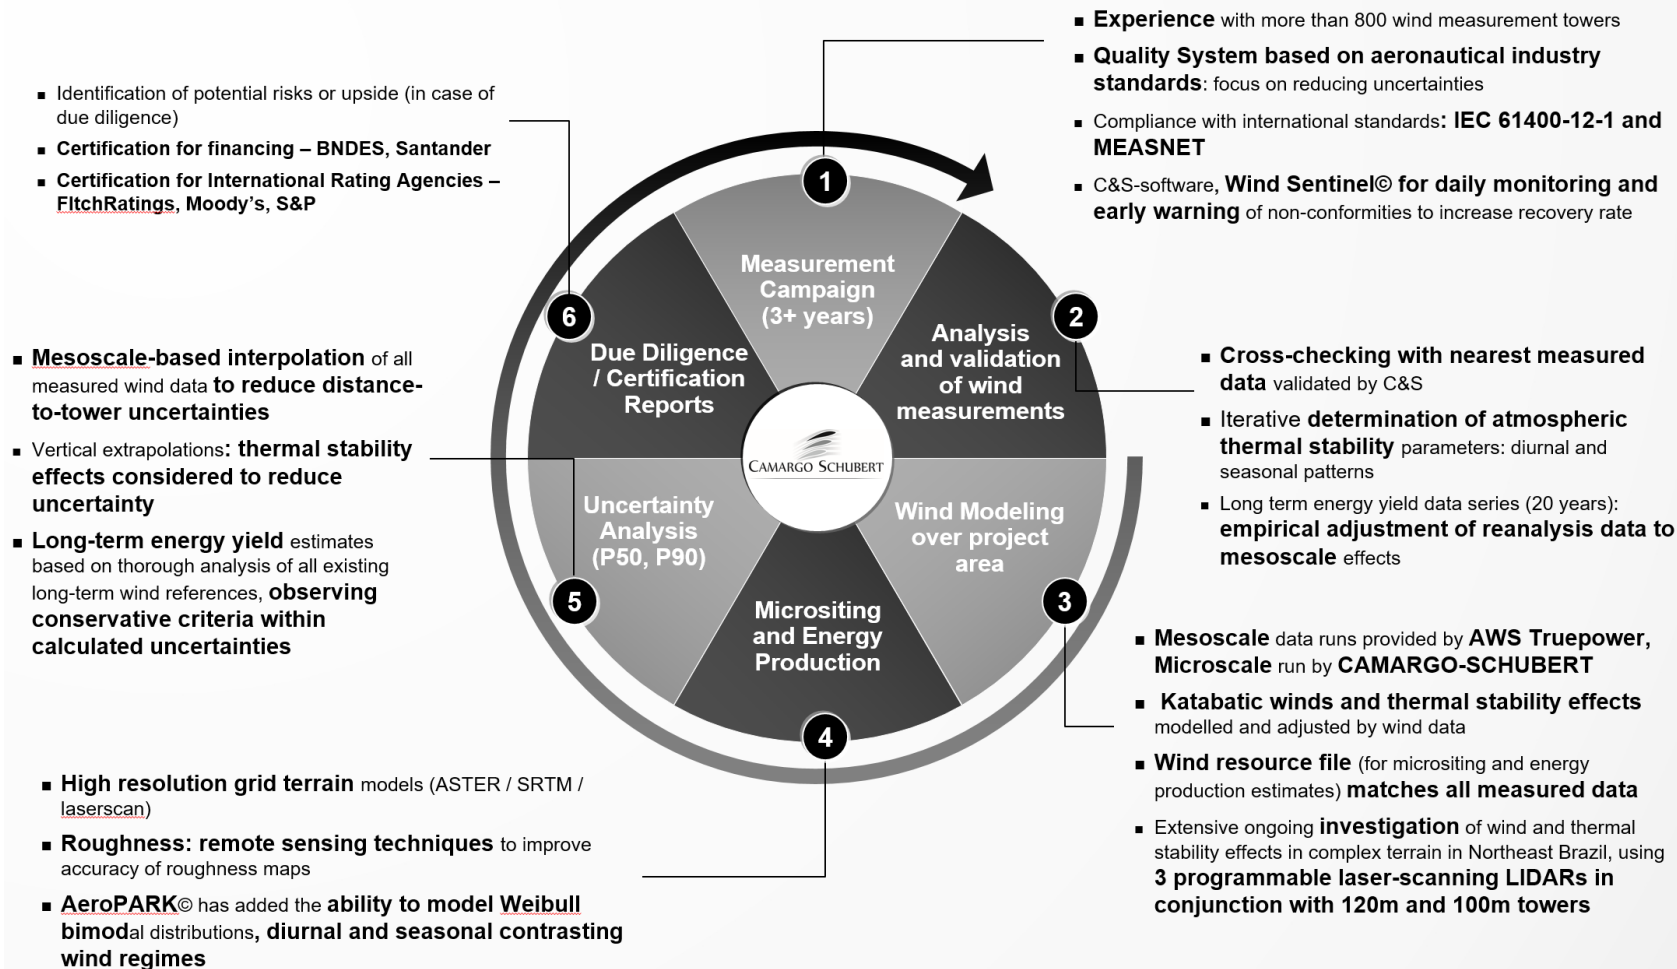 ■ Experience with more than 800 wind measurement towers
■ Quality System based on aeronautical industry
standards: focus on reducing uncertainties
■ Compliance with international standards: IEC 61400-12-1 and
MEASNET
■ C&S-software, Wind Sentinel© for daily monitoring and
early warning of non-conformities to increase recovery rate
■ Identification of potential risks or upside (in case of
due diligence)
■ Certification for financing – BNDES, Santander
■ Certification for International Rating Agencies –
FItchRatings, Moody's, S&P
1
Measurement
Campaign
(3+ years)
2
Analysis
and validation
of wind
measurements
■ Cross-checking with nearest measured
data validated by C&S
■ Iterative determination of atmospheric
thermal stability parameters: diurnal and
seasonal patterns
■ Long term energy yield data series (20 years):
empirical adjustment of reanalysis data to
mesoscale effects
6
Due Diligence
/ Certification
Reports
CAMARGO SCHUBERT
■ Mesoscale-based interpolation of all
measured wind data to reduce distance-
to-tower uncertainties
■ Vertical extrapolations: thermal stability
effects considered to reduce
uncertainty
■ Long-term energy yield estimates
based on thorough analysis of all existing
long-term wind references, observing
conservative criteria within
calculated uncertainties
Uncertainty
Analysis
(P50, P90)
5
Wind Modeling
over project
area
3
Micrositing
and Energy
Production
4
■ Mesoscale data runs provided by AWS Truepower,
Microscale run by CAMARGO-SCHUBERT
■ Katabatic winds and thermal stability effects
modelled and adjusted by wind data
■ Wind resource file (for micrositing and energy
production estimates) matches all measured data
■ Extensive ongoing investigation of wind and thermal
stability effects in complex terrain in Northeast Brazil, using
3 programmable laser-scanning LIDARs in
conjunction with 120m and 100m towers
■ High resolution grid terrain models (ASTER / SRTM /
laserscan)
■ Roughness: remote sensing techniques to improve
accuracy of roughness maps
■ AeroPARK© has added the ability to model Weibull
bimodal distributions, diurnal and seasonal contrasting
wind regimes